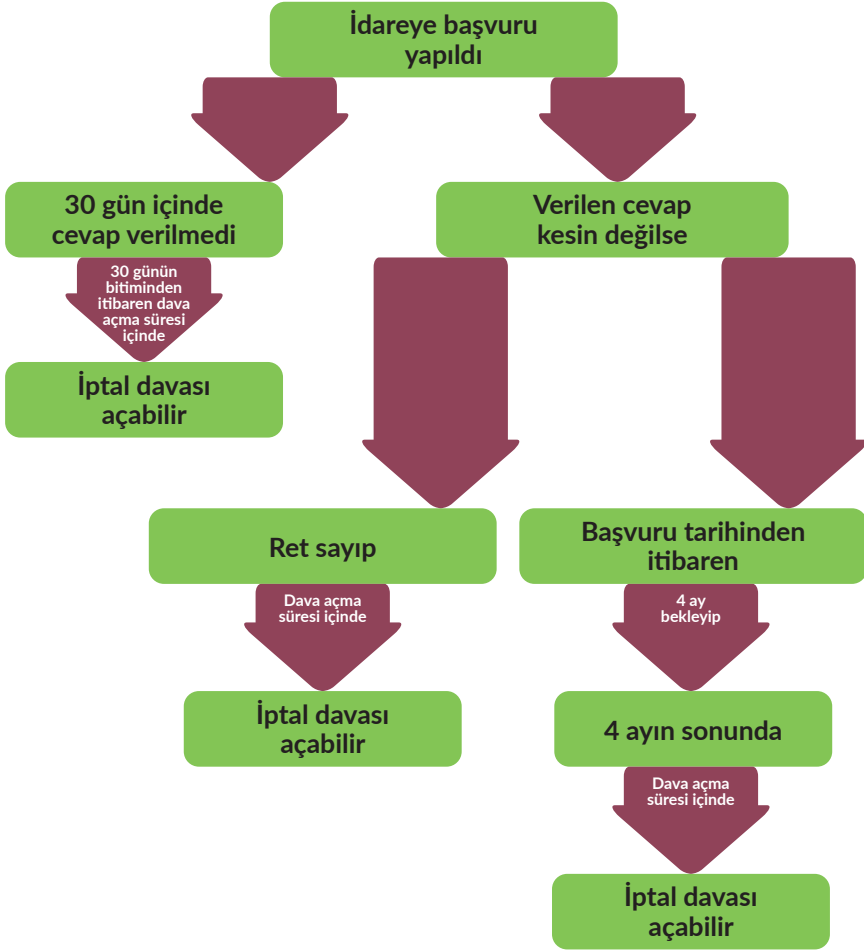 İdareye başvuru
yapıldı
30 gün içinde
cevap verilmedi
Verilen cevap
kesin değilse
30 günün
bitiminden
itibaren dava
açma süresi
içinde
İptal davası
açabilir
Ret sayıp
Başvuru tarihinden
itibaren
Dava açma
süresi içinde
4 ay
bekleyip
İptal davası
açabilir
4 ayın sonunda
Dava açma
süresi içinde
İptal davası
açabilir